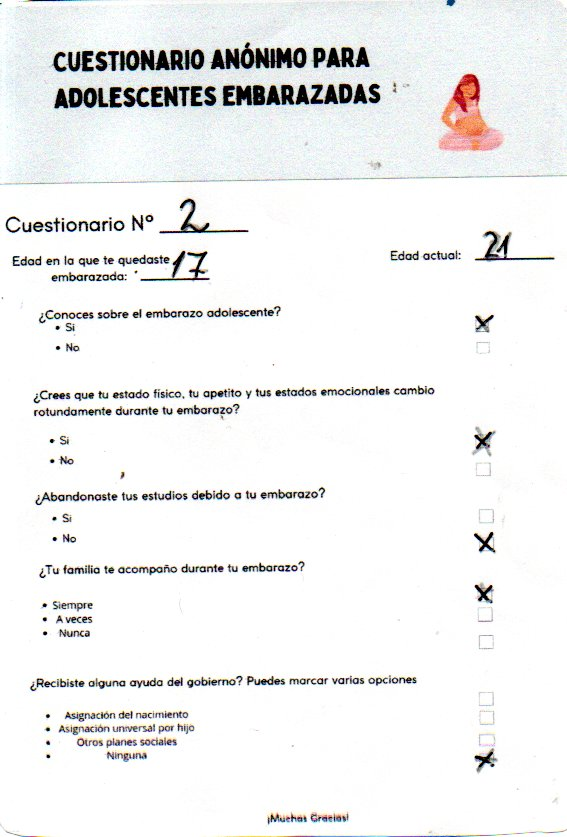 CUESTIONARIO ANÓNIMO PARA
ADOLESCENTES EMBARAZADAS
Cuestionario Nº 2
Edad en la que te quedaste
embarazada: 17
Edad actual: 21
¿Conoces sobre el embarazo adolescente?
• Si
• No
¿Crees que tu estado físico, tu apetito y tus estados emocionales cambio
rotundamente durante tu embarazo?
• Si
• No
¿Abandonaste tus estudios debido a tu embarazo?
• Si
• No
¿Tu familia te acompaño durante tu embarazo?
• Siempre
• A veces
• Nunca
¿Recibiste alguna ayuda del gobierno? Puedes marcar varias opciones
• Asignación del nacimiento
• Asignación universal por hijo
• Otros planes sociales
• Ninguna
¡Muchas Gracias!